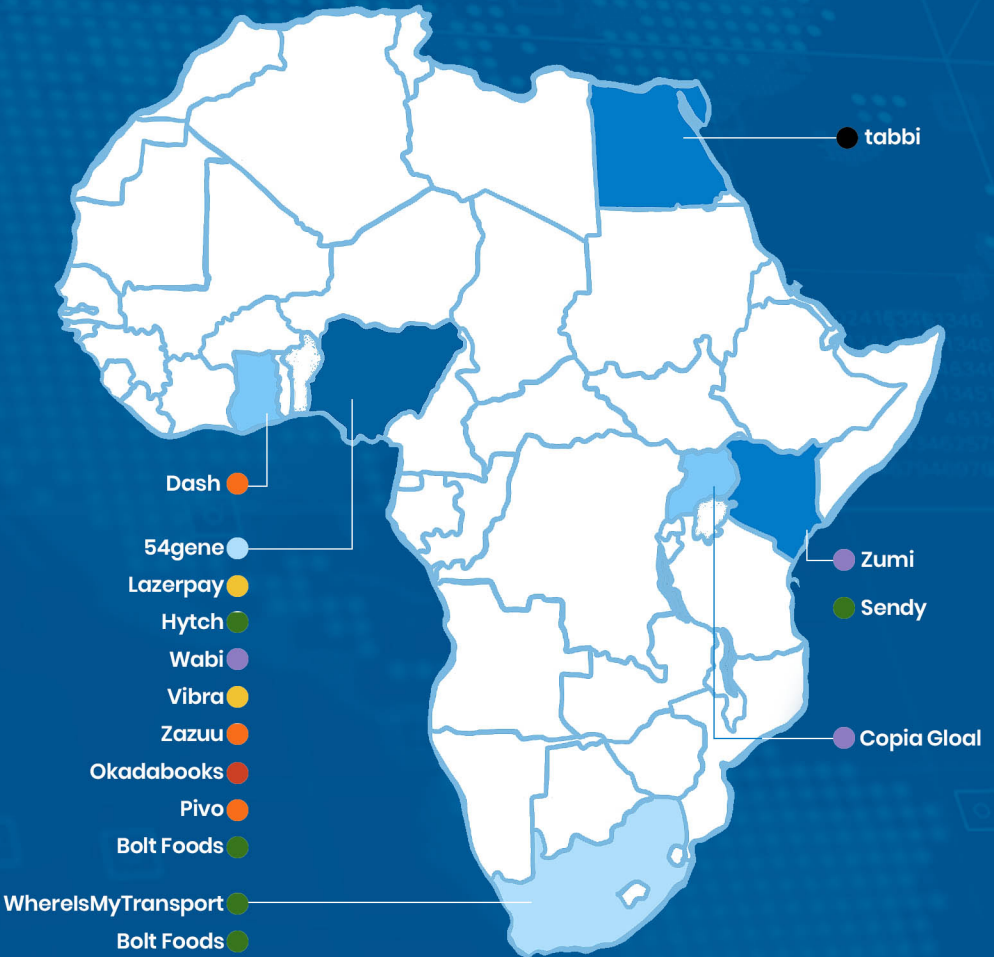 tabbi
Dash
54gene
Lazerpay
Hytch
Wabi
Vibra
Zazuu
Okadabooks
Pivo
Bolt Foods
WhereIsMyTransport
Bolt Foods
Zumi
Sendy
Copia Gloal